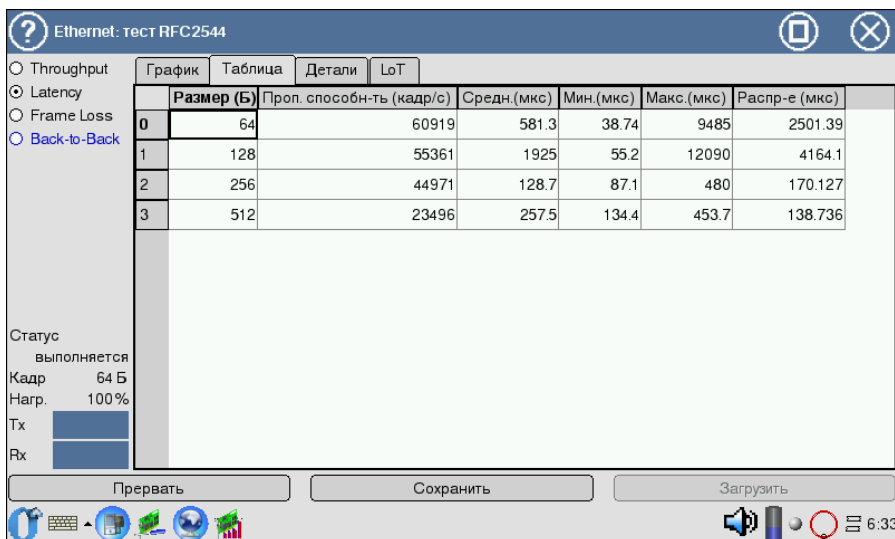 Ethernet: тест RFC2544
Throughput
Latency
Frame Loss
Back-to-Back
График Таблица Детали LoT
Размер (Б) Проп. способн-ть (кадр/с) Средн.(мкс) Мин.(мкс) Макс.(мкс) Распр-е (мкс)
0 64 60919 581.3 38.74 9485 2501.39
1 128 55361 1925 55.2 12090 4164.1
2 256 44971 128.7 87.1 480 170.127
3 512 23496 257.5 134.4 453.7 138.736
Статус
выполняется
Кадр 64 Б
Нагр. 100%
Tx
Rx
Прервать Сохранить Загрузить
6:33